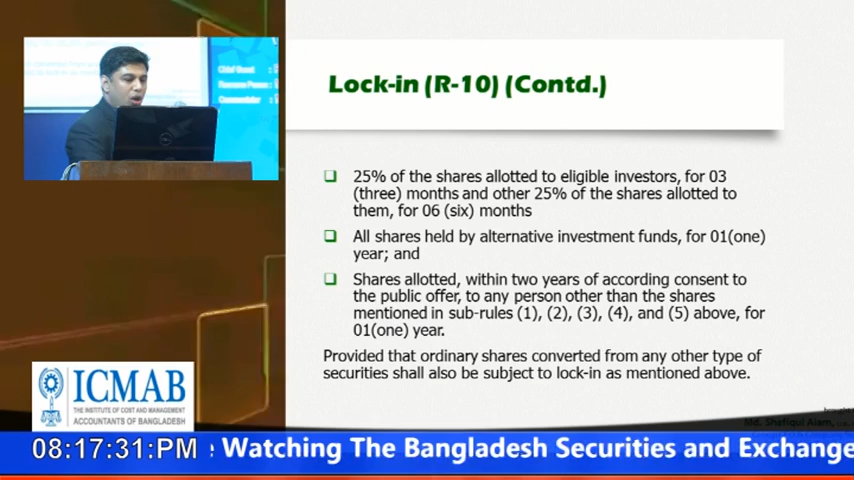 Lock-in (R-10) (Contd.)
25% of the shares allotted to eligible investors, for 03
(three) months and other 25% of the shares allotted to
them, for 06 (six) months
All shares held by alternative investment funds, for 01(one)
year; and
Shares allotted, within two years of according consent to
the public offer, to any person other than the shares
mentioned in sub-rules (1), (2), (3), (4), and (5) above, for
01(one) year.
Provided that ordinary shares converted from any other type of
securities shall also be subject to lock-in as mentioned above.
ICMAB
THE INSTITUTE OF COST AND MANAGEMENT
ACCOUNTANTS OF BANGLADESH
Md. Shafiqul Alam,
08:17:31:PM
Watching The Bangladesh Securities and Exchange